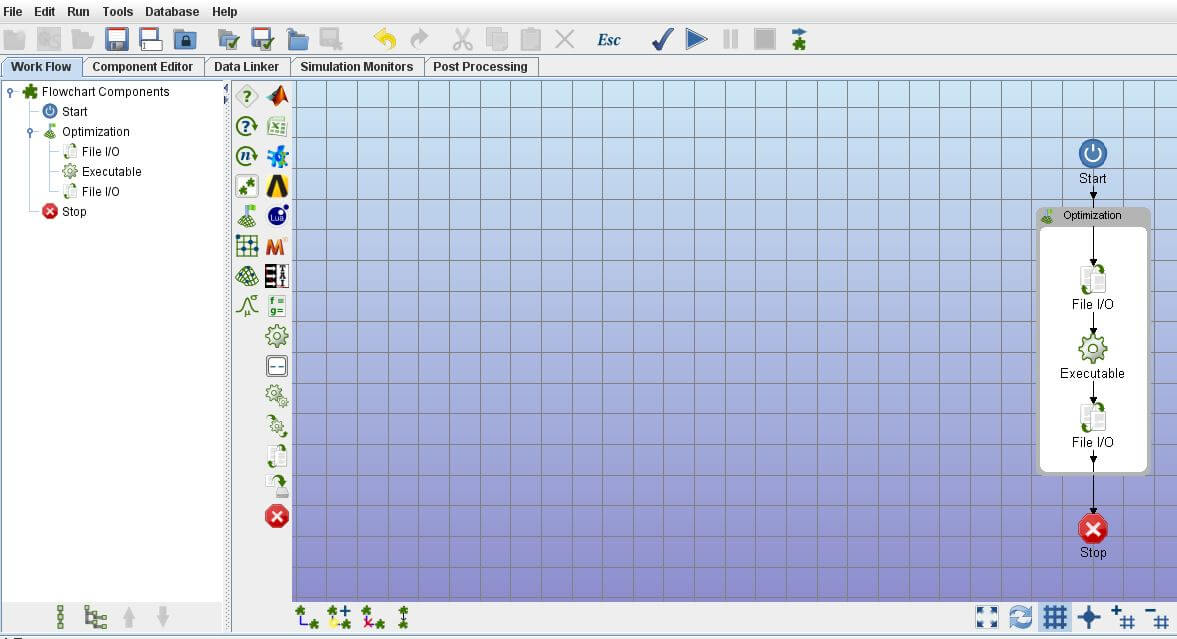 File Edit Run Tools Database Help
Esc
Work Flow Component Editor Data Linker Simulation Monitors Post Processing
Flowchart Components
Start
Optimization
File I/O
Executable
File I/O
Stop
?
?
n
Lua
M
f =
g=
μ
σ
Start
Optimization
File I/O
Executable
File I/O
Stop